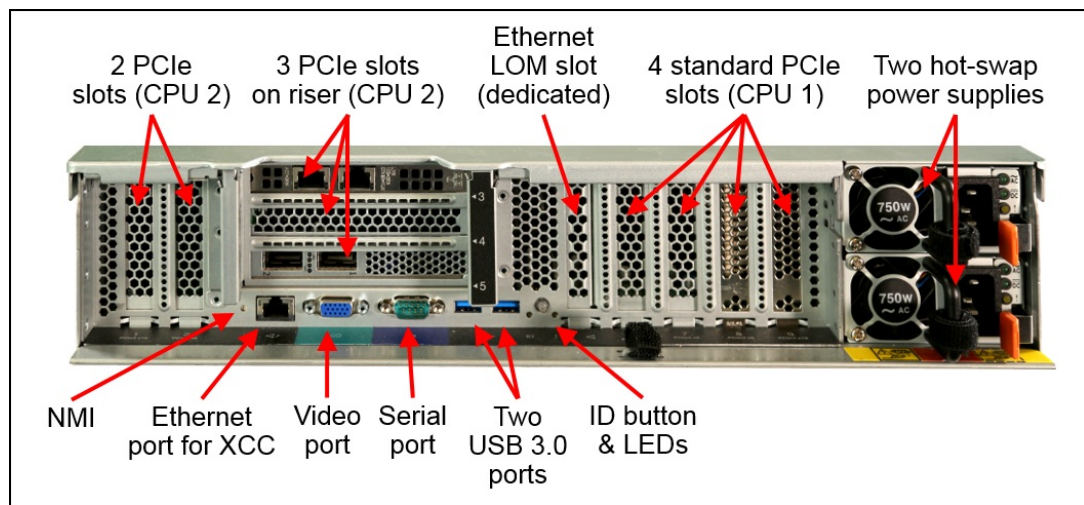 2 PCIe
slots (CPU 2)
3 PCIe slots
on riser (CPU 2)
Ethernet
LOM slot
(dedicated)
4 standard PCIe
slots (CPU 1)
Two hot-swap
power supplies
3
4
5
750W
AC
750W
AC
NMI
Ethernet
port for XCC
Video
port
Serial
port
Two
USB 3.0
ports
ID button
& LEDs